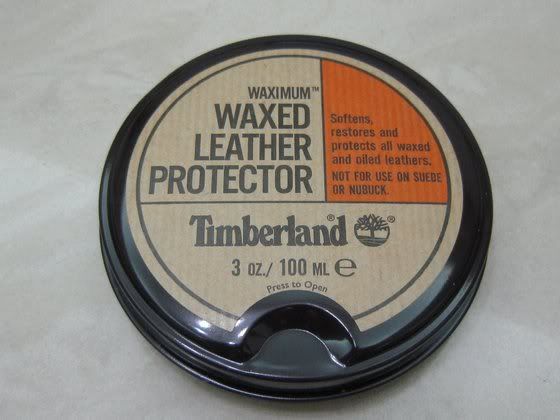 WAXIMUM™
WAXED
LEATHER
PROTECTOR
Softens,
restores and
protects all waxed
and oiled leathers.
NOT FOR USE ON SUEDE
OR NUBUCK.
Timberland®
®
3 OZ./ 100 ML ℮
Press to Open